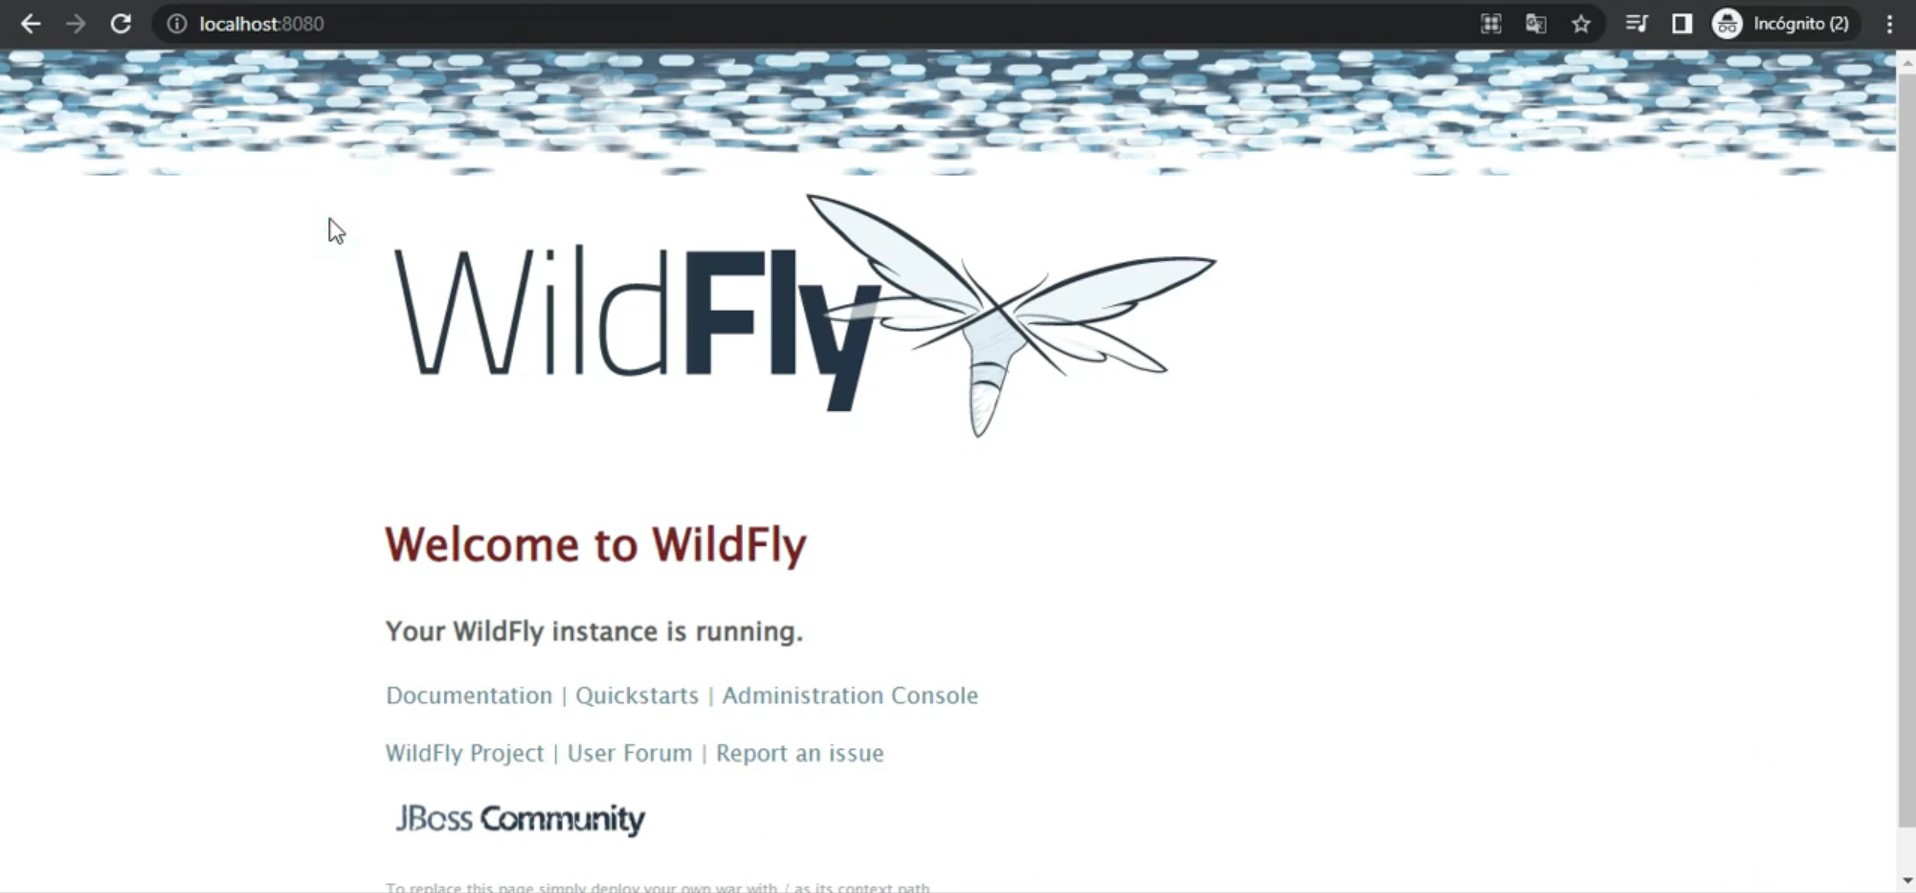 localhost:8080
Incógnito (2)
WildFly
Welcome to WildFly
Your WildFly instance is running.
Documentation | Quickstarts | Administration Console
WildFly Project | User Forum | Report an issue
JBoss Community
To replace this page simply deploy your own war with / as its context path.